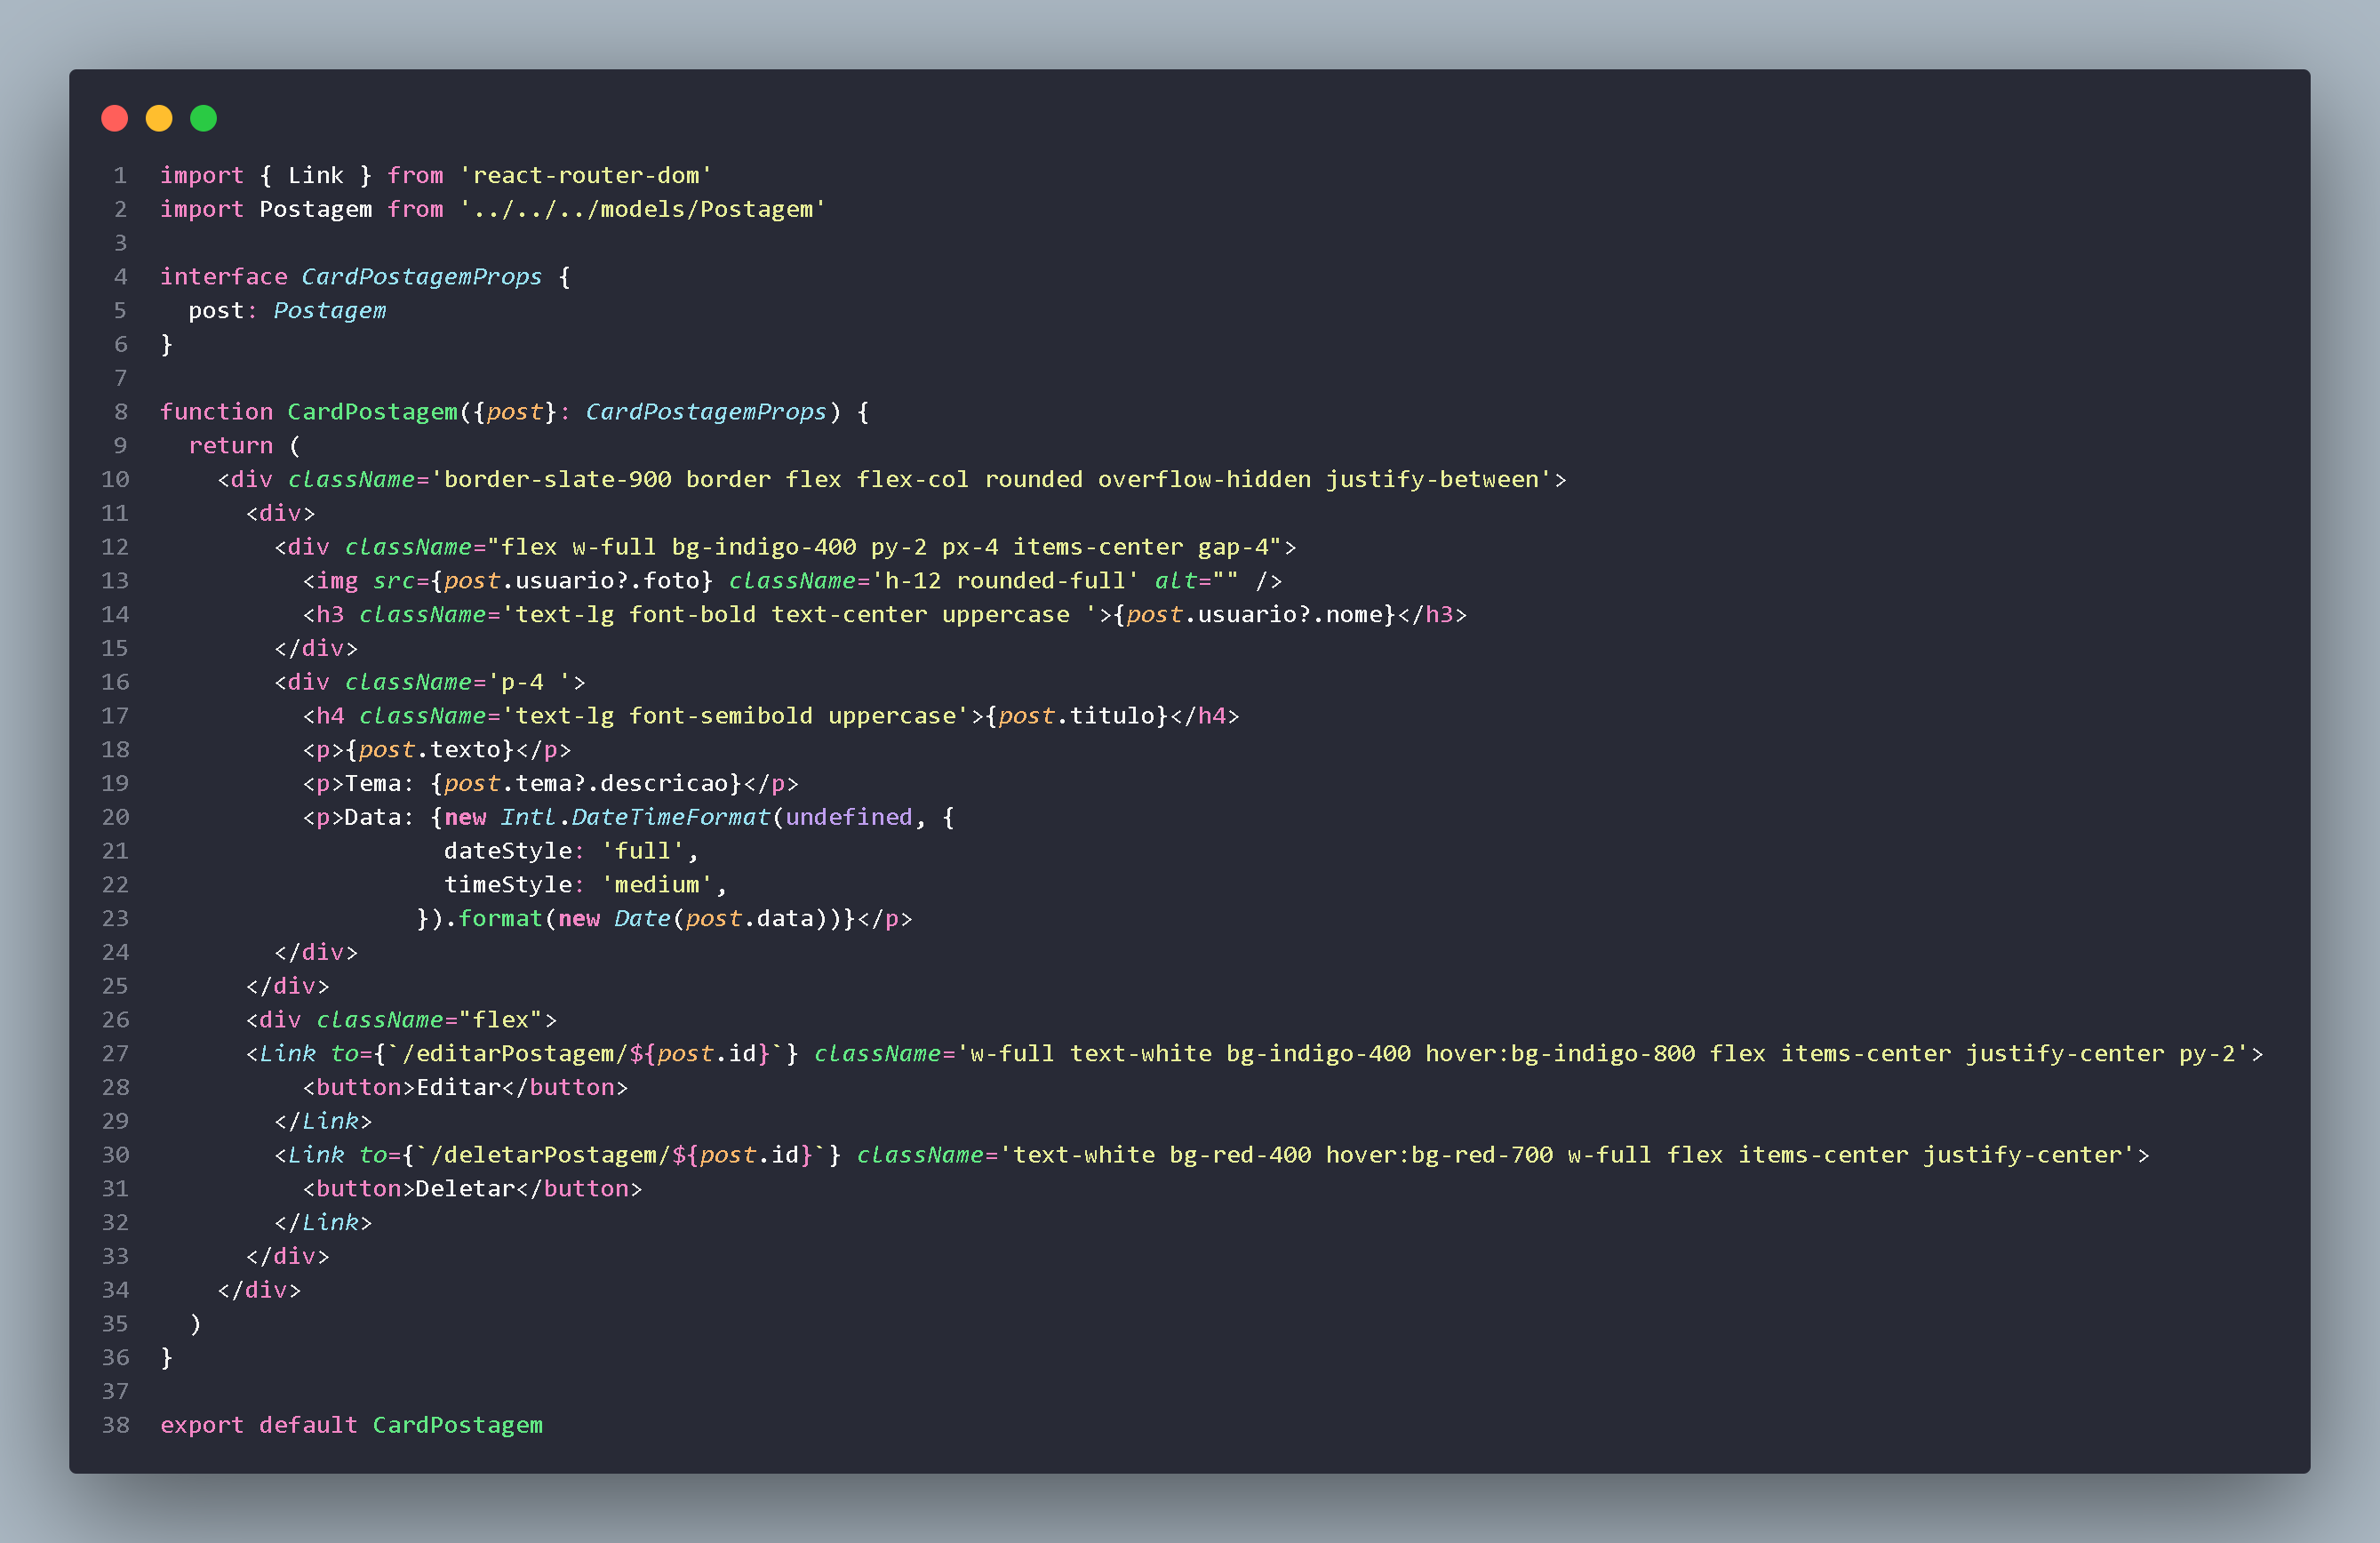 1 import { Link } from 'react-router-dom'
2 import Postagem from '../../../models/Postagem'
3
4 interface CardPostagemProps {
5   post: Postagem
6 }
7
8 function CardPostagem({post}: CardPostagemProps) {
9   return (
10     <div className='border-slate-900 border flex flex-col rounded overflow-hidden justify-between'>
11       <div>
12         <div className="flex w-full bg-indigo-400 py-2 px-4 items-center gap-4">
13           <img src={post.usuario?.foto} className='h-12 rounded-full' alt="" />
14           <h3 className='text-lg font-bold text-center uppercase '>{post.usuario?.nome}</h3>
15         </div>
16         <div className='p-4 '>
17           <h4 className='text-lg font-semibold uppercase'>{post.titulo}</h4>
18           <p>{post.texto}</p>
19           <p>Tema: {post.tema?.descricao}</p>
20           <p>Data: {new Intl.DateTimeFormat(undefined, {
21                     dateStyle: 'full',
22                     timeStyle: 'medium',
23                   }).format(new Date(post.data))}</p>
24         </div>
25       </div>
26       <div className="flex">
27       <Link to={`/editarPostagem/${post.id}`} className='w-full text-white bg-indigo-400 hover:bg-indigo-800 flex items-center justify-center py-2'>
28           <button>Editar</button>
29         </Link>
30         <Link to={`/deletarPostagem/${post.id}`} className='text-white bg-red-400 hover:bg-red-700 w-full flex items-center justify-center'>
31           <button>Deletar</button>
32         </Link>
33       </div>
34     </div>
35   )
36 }
37
38 export default CardPostagem